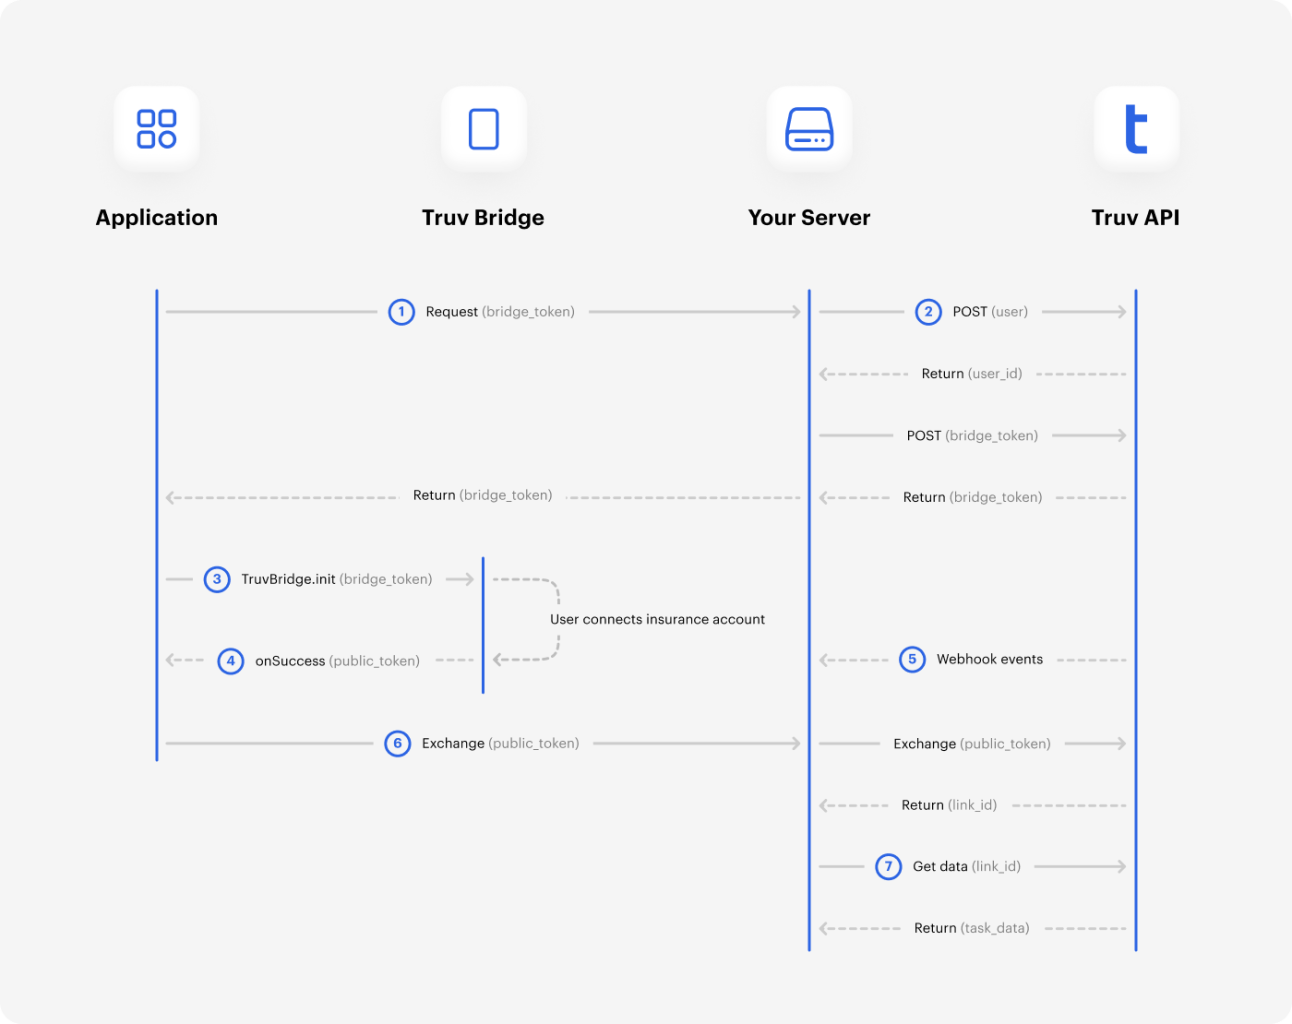 Application
Truv Bridge
Your Server
Truv API
1 Request (bridge_token)
2 POST (user)
Return (user_id)
POST (bridge_token)
Return (bridge_token)
Return (bridge_token)
3 TruvBridge.init (bridge_token)
User connects insurance account
4 onSuccess (public_token)
5 Webhook events
6 Exchange (public_token)
Exchange (public_token)
Return (link_id)
7 Get data (link_id)
Return (task_data)